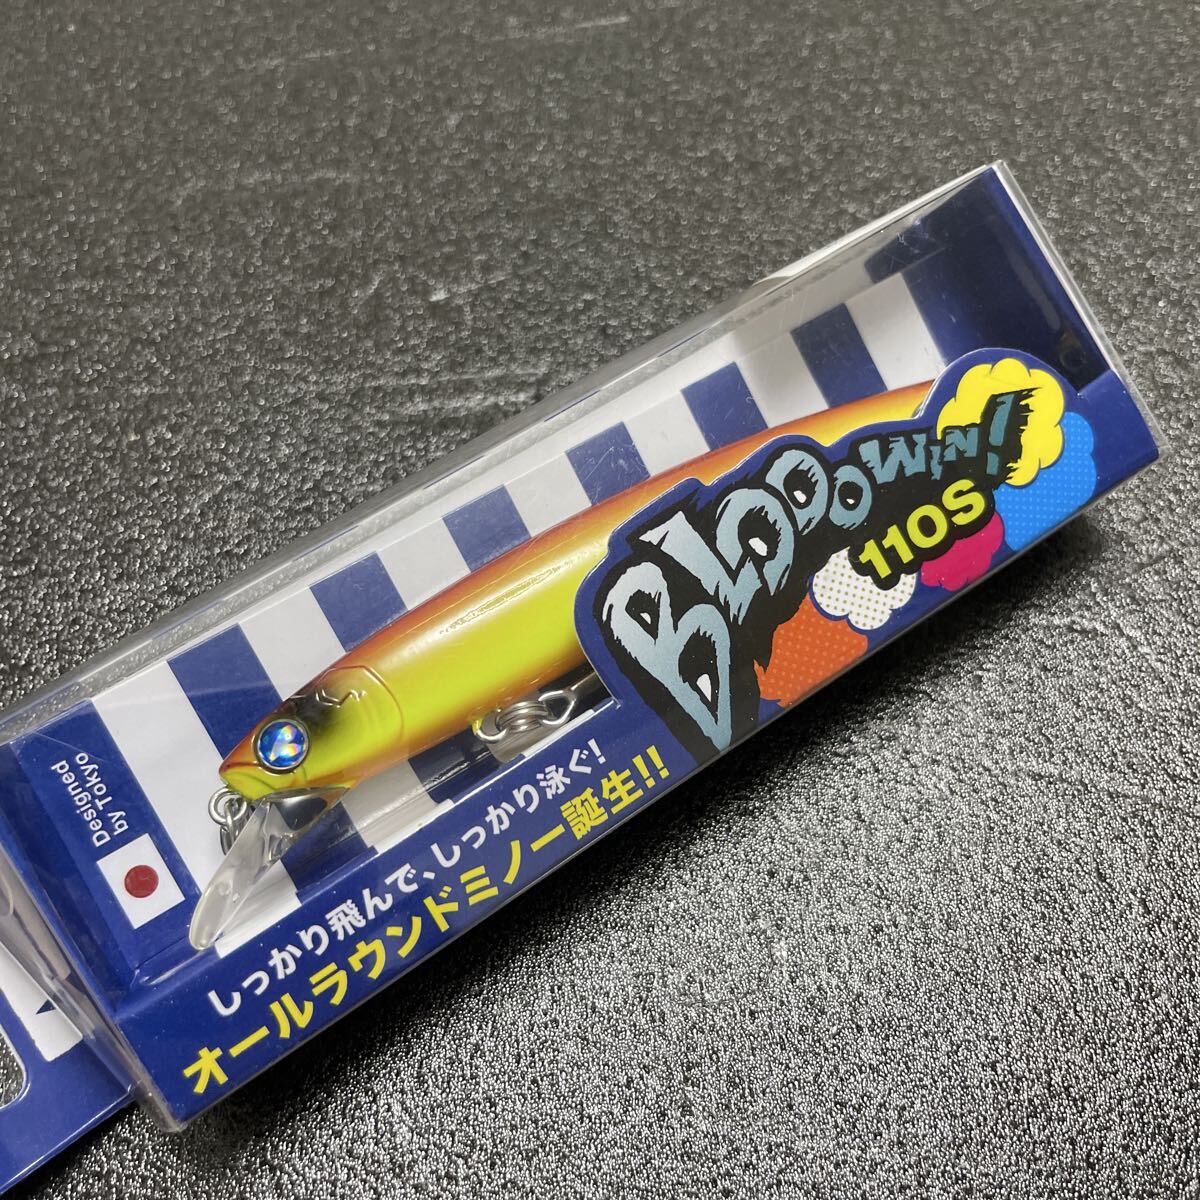 BLOOOWIN!
110S
Designed
by Tokyo
しっかり飛んで、しっかり泳ぐ!
オールラウンドミノー誕生!!